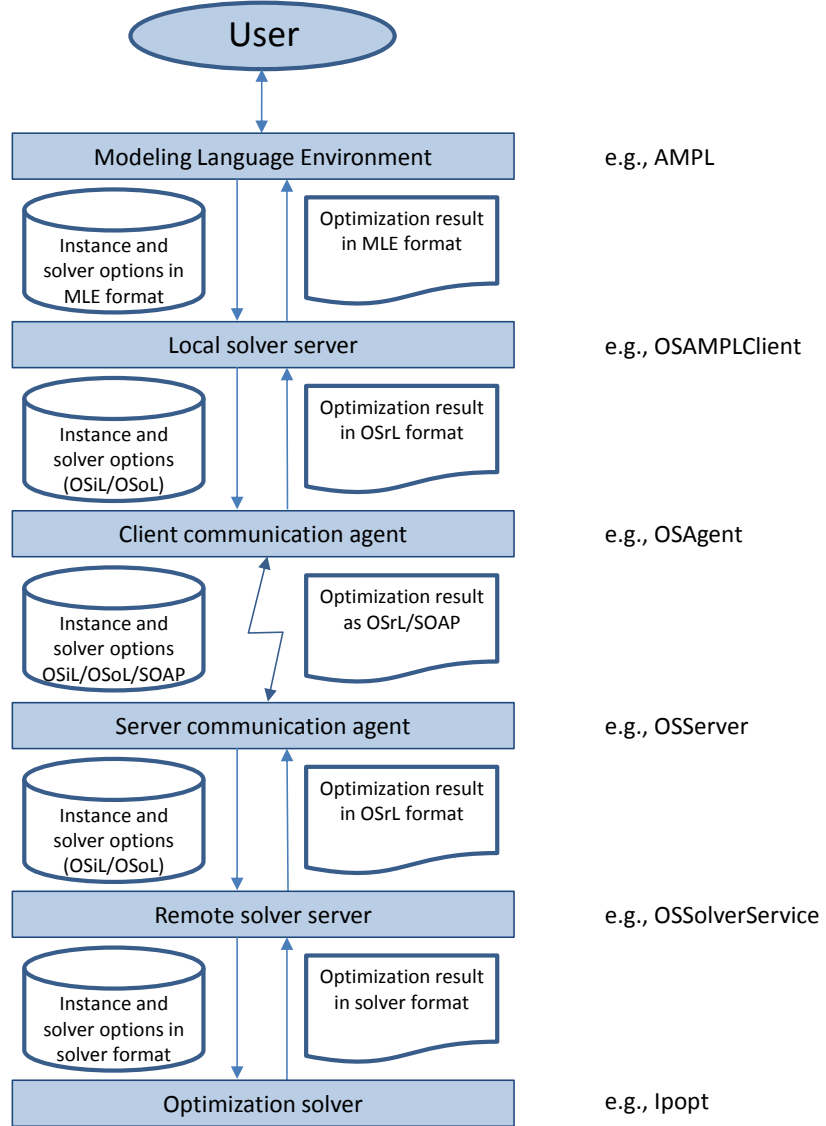 User
Modeling Language Environment
e.g., AMPL
Instance and
solver options in
MLE format
Optimization result
in MLE format
Local solver server
e.g., OSAMPLClient
Instance and
solver options
(OSiL/OSoL)
Optimization result
in OSrL format
Client communication agent
e.g., OSAgent
Instance and
solver options
OSiL/OSoL/SOAP
Optimization result
as OSrL/SOAP
Server communication agent
e.g., OSServer
Instance and
solver options
(OSiL/OSoL)
Optimization result
in OSrL format
Remote solver server
e.g., OSSolverService
Instance and
solver options in
solver format
Optimization result
in solver format
Optimization solver
e.g., Ipopt